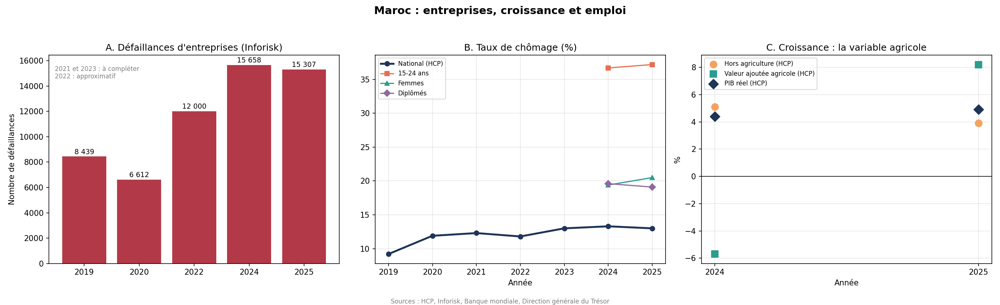 Maroc : entreprises, croissance et emploi
A. Défaillances d'entreprises (Inforisk)
Nombre de défaillances
16000
14000
12000
10000
8000
6000
4000
2000
0
2021 et 2023 : à compléter
2022 : approximatif
8 439
6 612
12 000
15 658
15 307
2019 2020 2022 2024 2025
B. Taux de chômage (%)
National (HCP)
15-24 ans
Femmes
Diplômés
35
30
25
20
15
10
2019 2020 2021 2022 2023 2024 2025
Année
C. Croissance : la variable agricole
Hors agriculture (HCP)
Valeur ajoutée agricole (HCP)
PIB réel (HCP)
%
8
6
4
2
0
−2
−4
−6
2024 2025
Année
Sources : HCP, Inforisk, Banque mondiale, Direction générale du Trésor